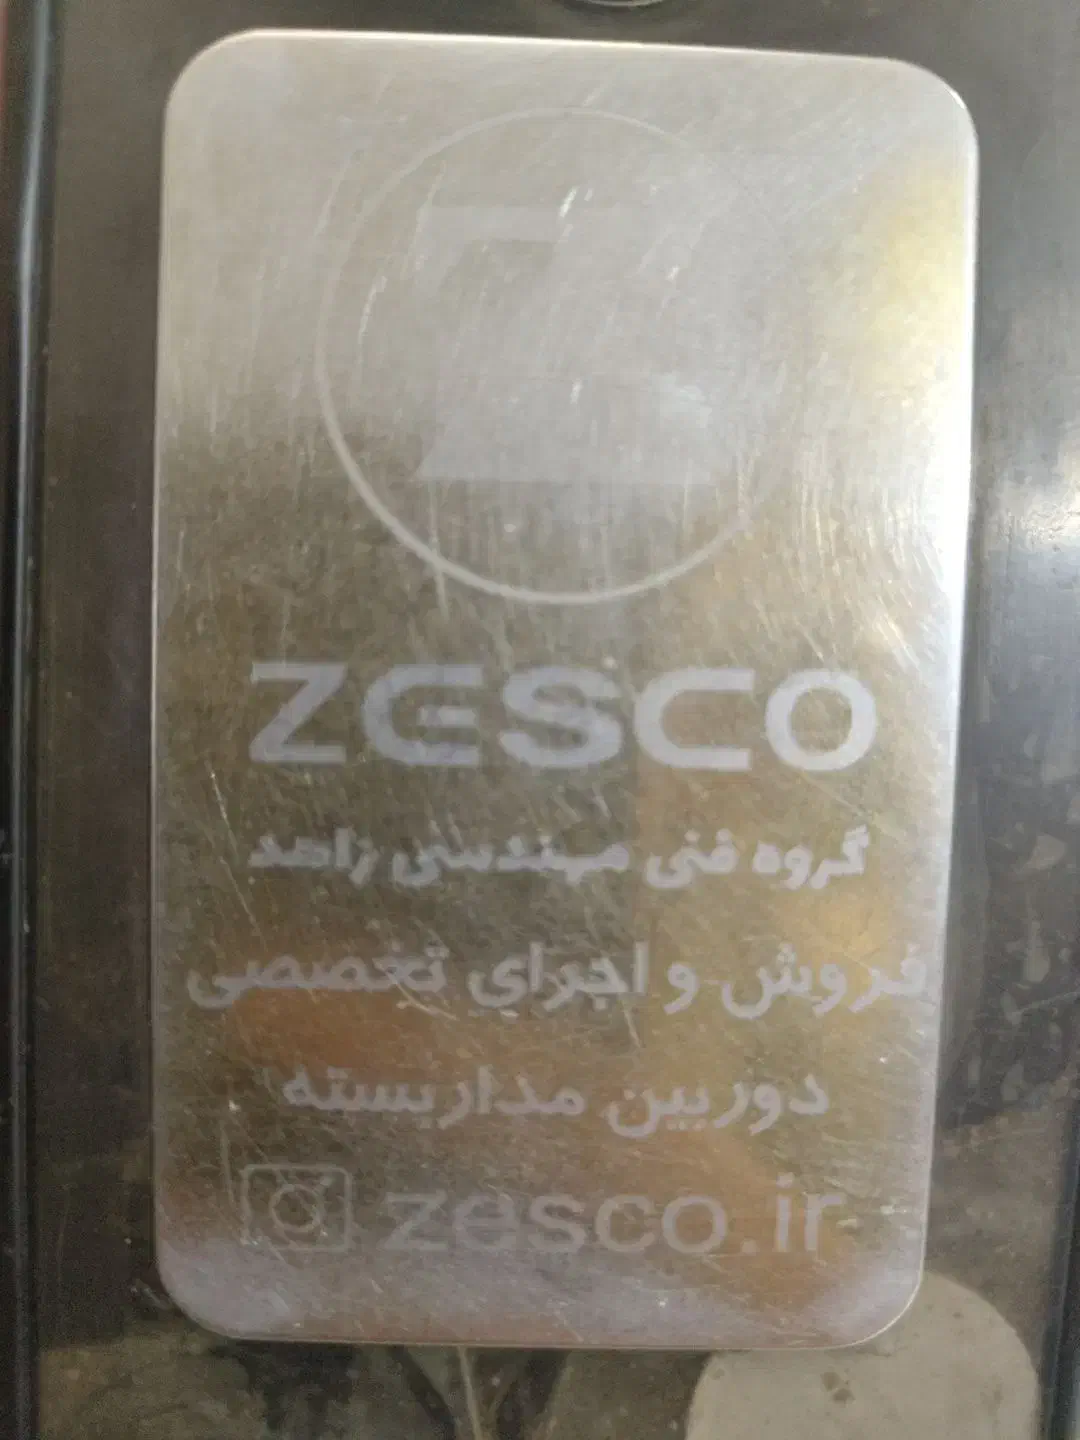 ZESCO
گروه فنی مهندسی زاهد
فروش و اجرای تخصصی
دوربین مداربسته
zesco.ir